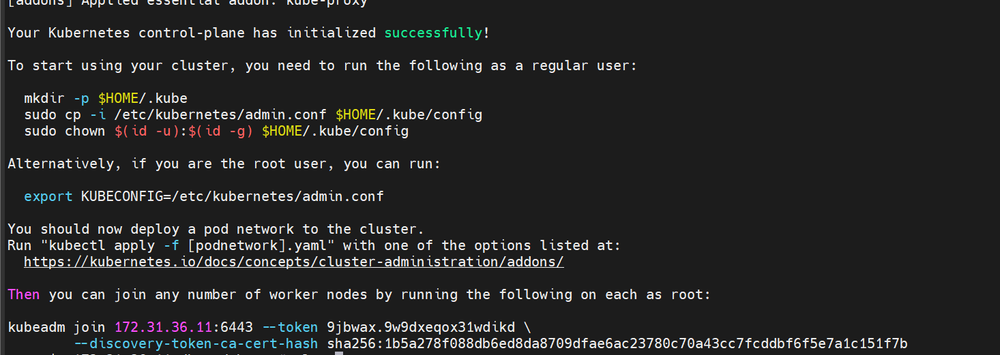 [addons] Applied essential addon: kube-proxy
Your Kubernetes control-plane has initialized successfully!
To start using your cluster, you need to run the following as a regular user:
mkdir -p $HOME/.kube
sudo cp -i /etc/kubernetes/admin.conf $HOME/.kube/config
sudo chown $(id -u):$(id -g) $HOME/.kube/config
Alternatively, if you are the root user, you can run:
export KUBECONFIG=/etc/kubernetes/admin.conf
You should now deploy a pod network to the cluster.
Run "kubectl apply -f [podnetwork].yaml" with one of the options listed at:
https://kubernetes.io/docs/concepts/cluster-administration/addons/
Then you can join any number of worker nodes by running the following on each as root:
kubeadm join 172.31.36.11:6443 --token 9jbwax.9w9dxeqox31wdikd \
--discovery-token-ca-cert-hash sha256:1b5a278f088db6ed8da8709dfae6ac23780c70a43cc7fcddbf6f5e7a1c151f7b